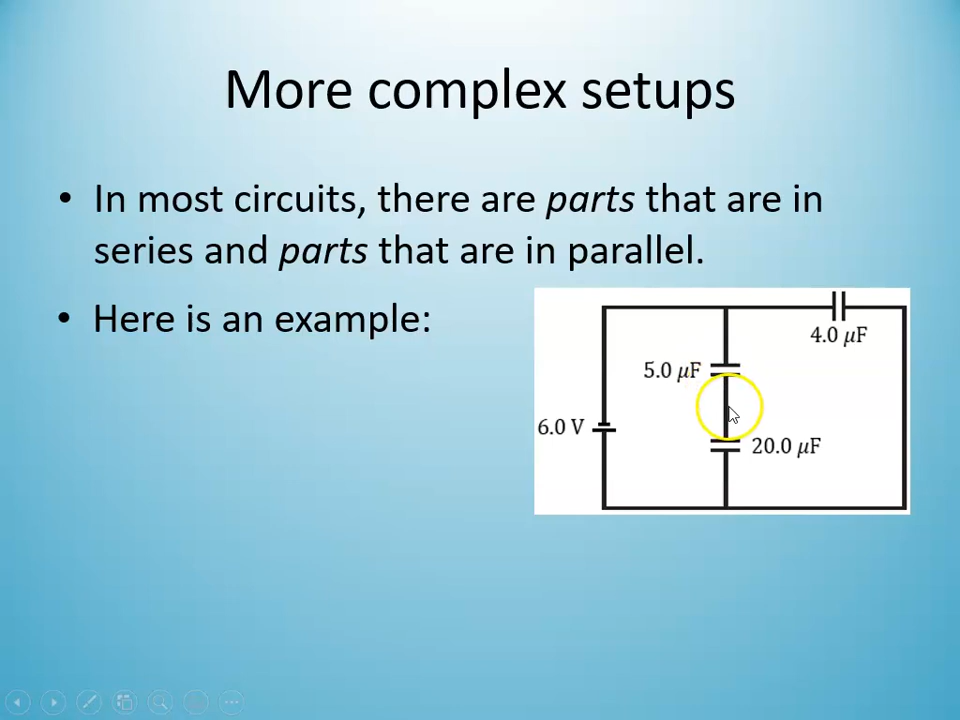 More complex setups
• In most circuits, there are parts that are in
series and parts that are in parallel.
• Here is an example:
4.0 μF
5.0 μF
6.0 V
20.0 μF